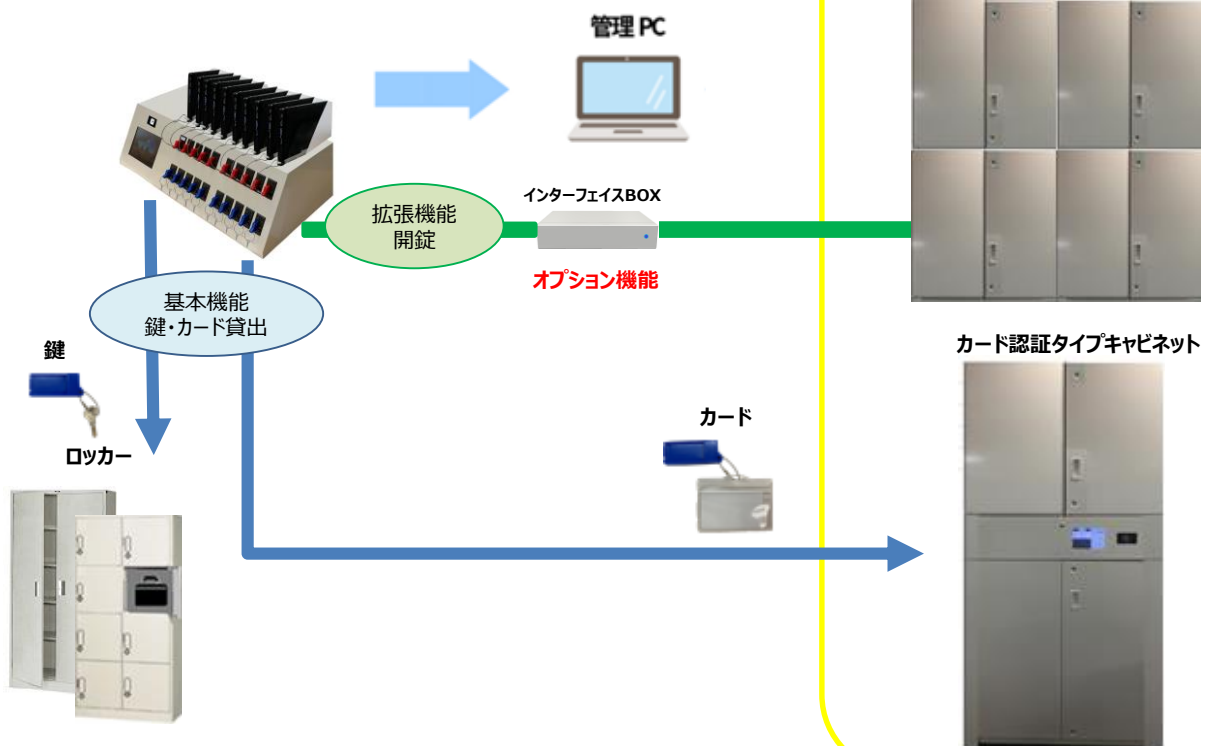 管理 PC
インターフェイスBOX
拡張機能
開錠
オプション機能
基本機能
鍵・カード貸出
鍵
カード認証タイプキャビネット
カード
ロッカー